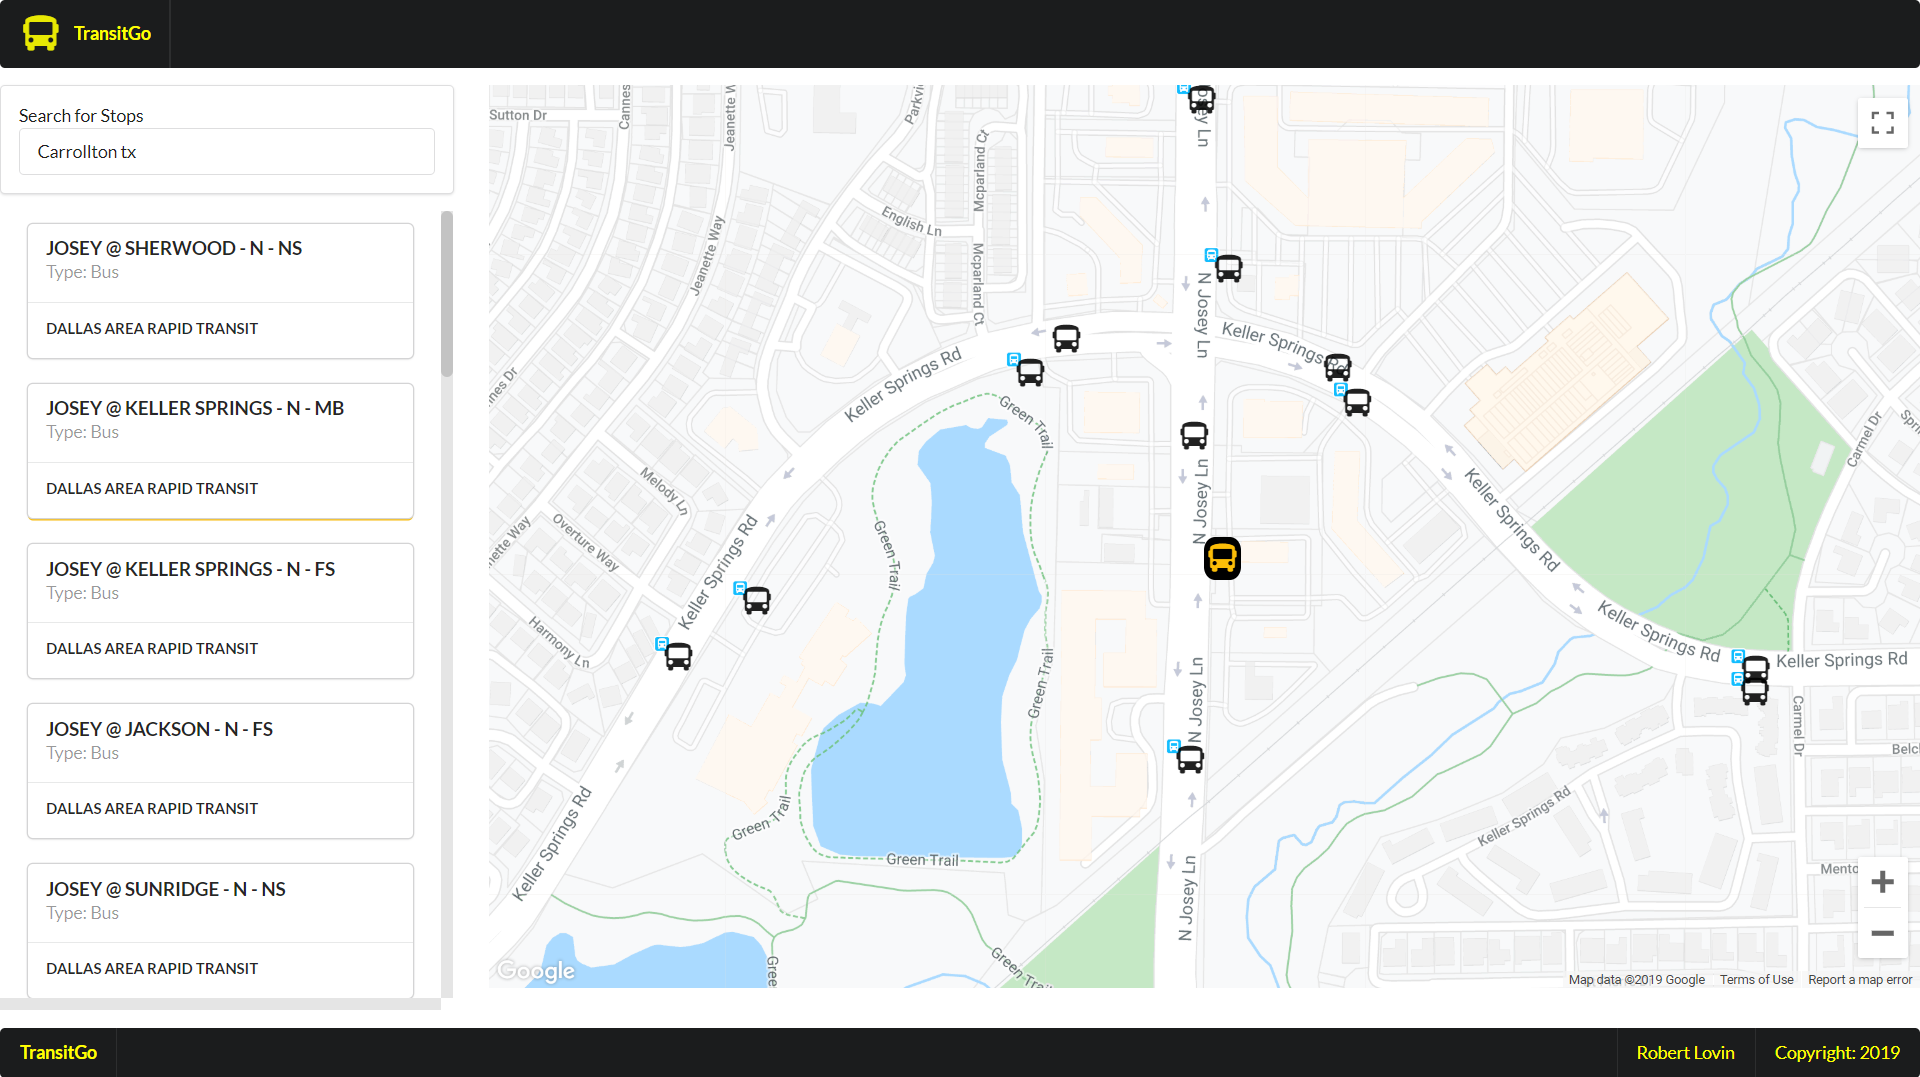 TransitGo
Search for Stops
Carrollton tx
JOSEY @ SHERWOOD - N - NS
Type: Bus
DALLAS AREA RAPID TRANSIT
JOSEY @ KELLER SPRINGS - N - MB
Type: Bus
DALLAS AREA RAPID TRANSIT
JOSEY @ KELLER SPRINGS - N - FS
Type: Bus
DALLAS AREA RAPID TRANSIT
JOSEY @ JACKSON - N - FS
Type: Bus
DALLAS AREA RAPID TRANSIT
JOSEY @ SUNRIDGE - N - NS
Type: Bus
DALLAS AREA RAPID TRANSIT
Sutton Dr
Cannes
Jeanette W
Parkvi
Mcparland Ct
osey Ln
English Ln
Jeanette Way
Mcparland Ct
N Josey Ln
Keller Springs
Keller Springs Rd
nnes Dr
Green Trail
Carmel Dr
Spri
Melody Ln
N Josey Ln
Keller Springs Rd
nette Way
Overture Way
Keller Springs Rd
Green Trail
Harmony Ln
Keller Springs Rd
Keller Springs Rd
Green Trail
N Josey Ln
Carmel Dr
Belch
Keller Springs Rd
Green Trail
Keller Springs Rd
Green Trail
N Josey Ln
Mento
Green Trail
Gree
Google
Map data ©2019 Google
Terms of Use
Report a map error
TransitGo
Robert Lovin
Copyright: 2019